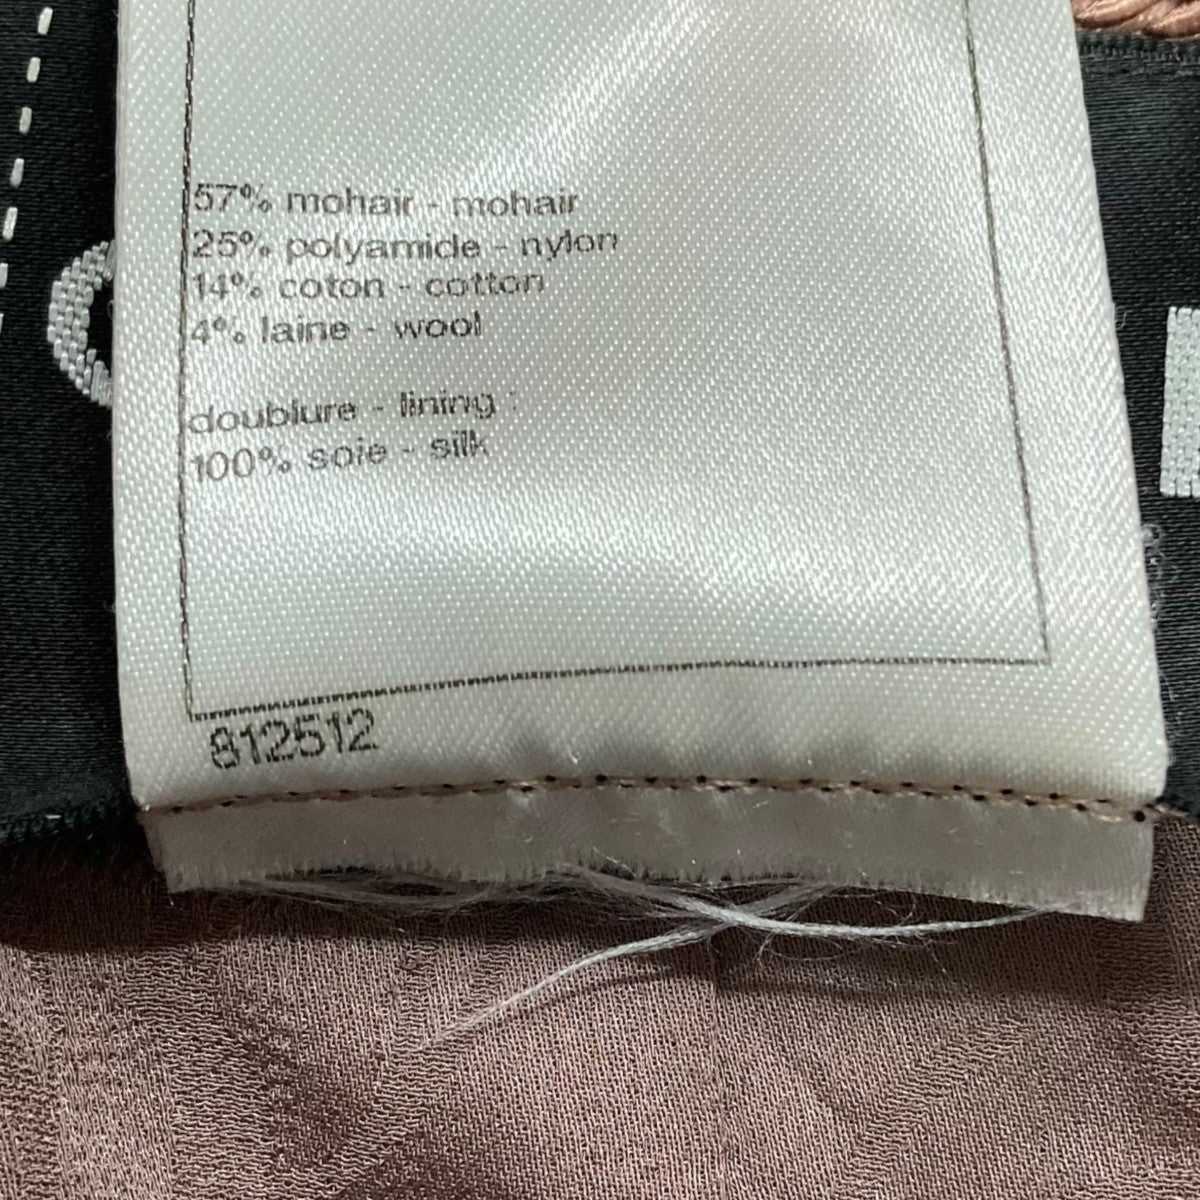 57% mohair - mohair
25% polyamide - nylon
14% coton - cotton
4% laine - wool
doublure - lining :
100% soie - silk
812512